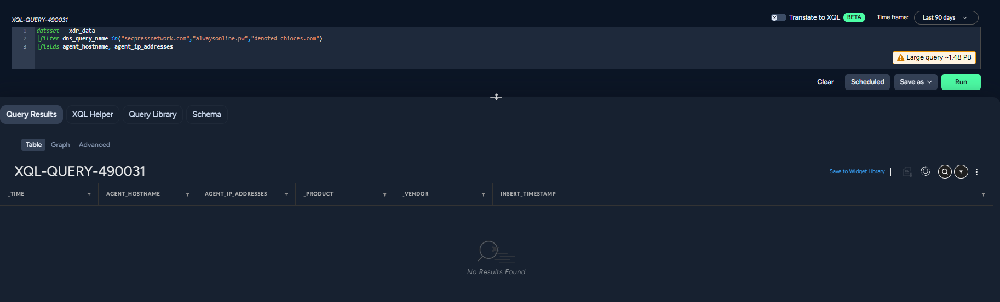 XQL-QUERY-490031
Translate to XQL BETA Time frame: Last 90 days
1 dataset = xdr_data
2 |filter dns_query_name in("secpressnetwork.com","alwaysonline.pw","denoted-chioces.com")
3 |fields agent_hostname, agent_ip_addresses
Large query ~1.48 PB
Clear Scheduled Save as Run
Query Results XQL Helper Query Library Schema
Table Graph Advanced
XQL-QUERY-490031
Save to Widget Library
_TIME AGENT_HOSTNAME AGENT_IP_ADDRESSES _PRODUCT _VENDOR INSERT_TIMESTAMP
No Results Found